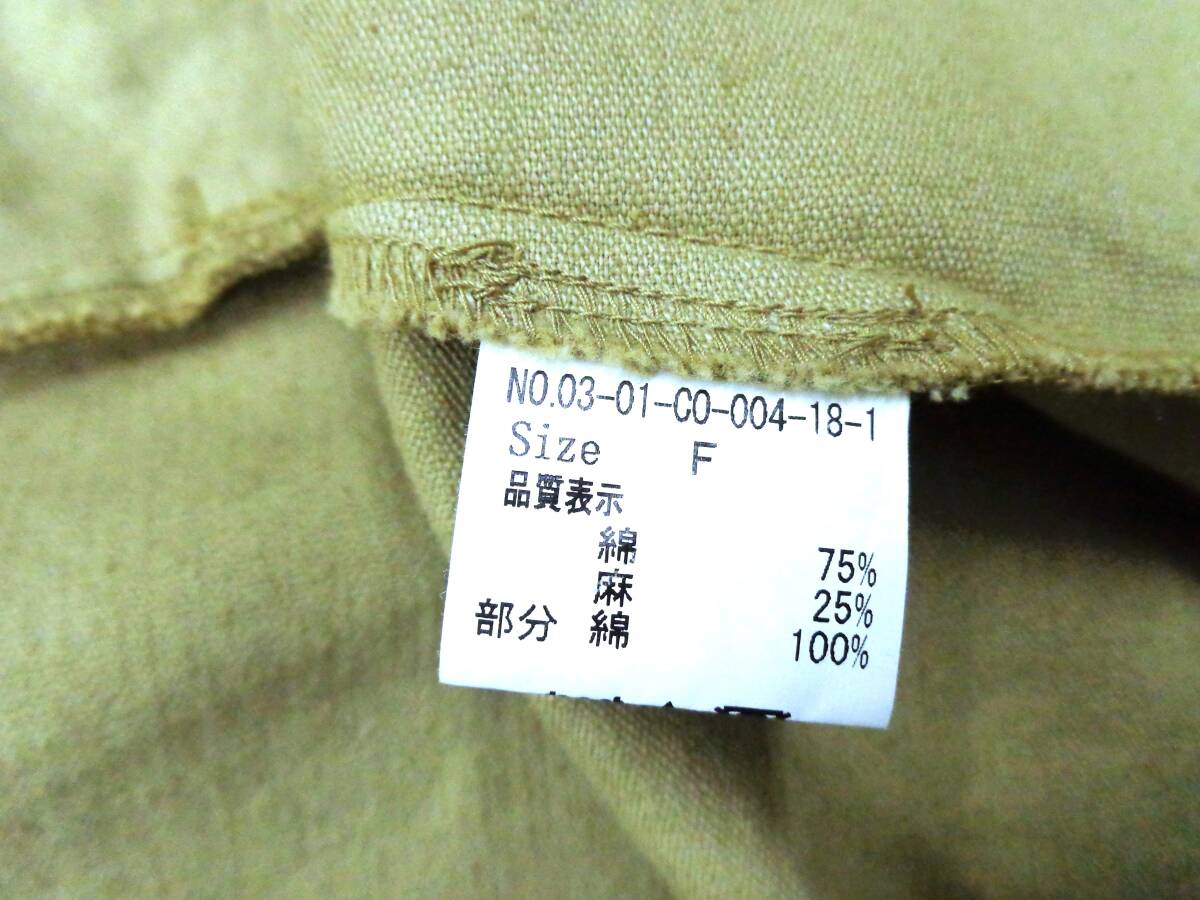 NO.03-01-CO-004-18-1
Size F
品質表示
綿 75%
麻 25%
部分 綿 100%